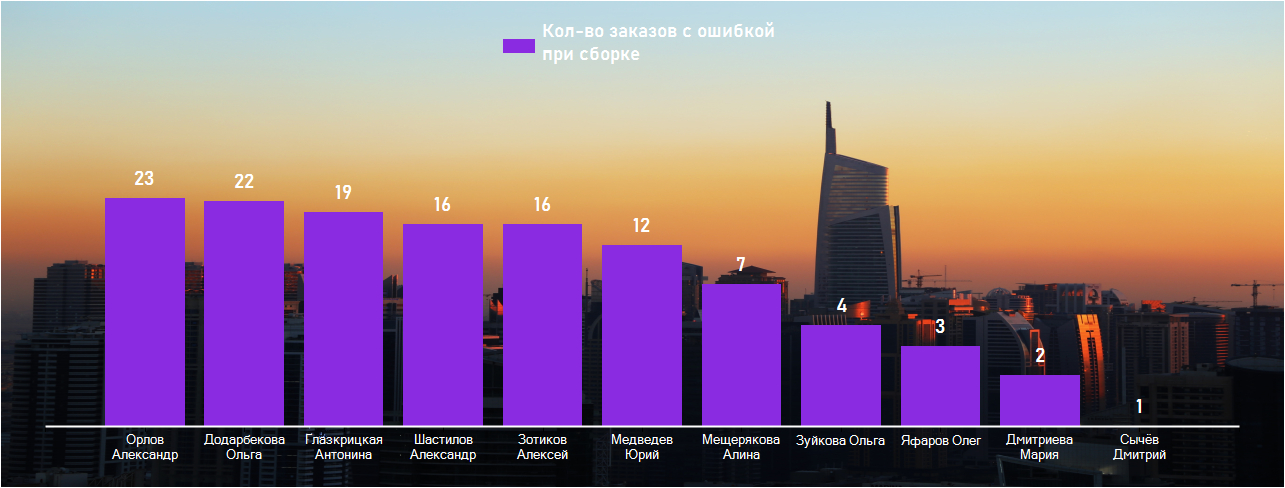 Кол-во заказов с ошибкой
при сборке
23
22
19
16
16
12
7
4
3
2
1
Орлов
Александр
Додарбекова
Ольга
Глазкрицкая
Антонина
Шастилов
Александр
Зотиков
Алексей
Медведев
Юрий
Мещерякова
Алина
Зуйкова Ольга
Яфаров Олег
Дмитриева
Мария
Сычёв
Дмитрий